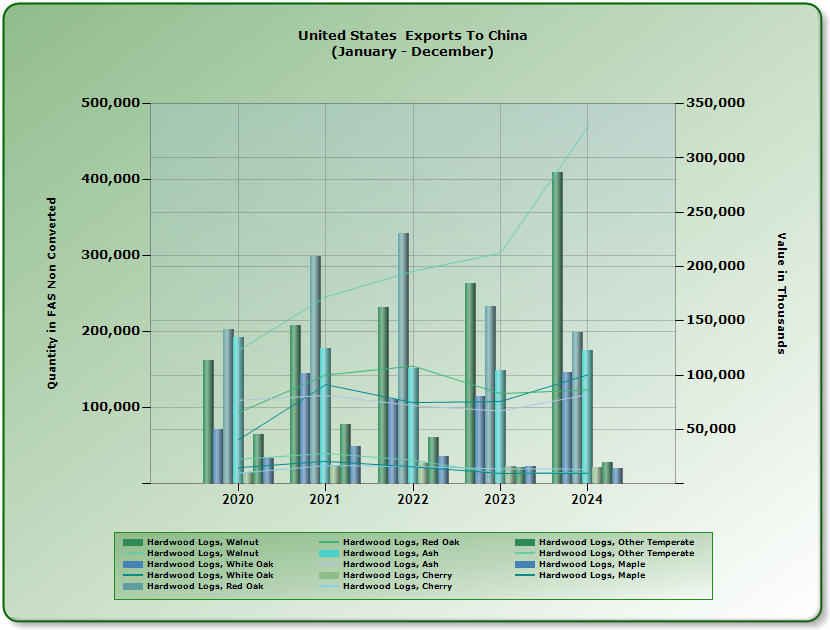 United States  Exports To China
(January - December)
500,000
400,000
300,000
200,000
100,000
350,000
300,000
250,000
200,000
150,000
100,000
50,000
Quantity in FAS Non Converted
Value in Thousands
2020 2021 2022 2023 2024
Hardwood Logs, Walnut Hardwood Logs, Red Oak Hardwood Logs, Other Temperate
Hardwood Logs, Walnut Hardwood Logs, Ash Hardwood Logs, Other Temperate
Hardwood Logs, White Oak Hardwood Logs, Ash Hardwood Logs, Maple
Hardwood Logs, White Oak Hardwood Logs, Cherry Hardwood Logs, Maple
Hardwood Logs, Red Oak Hardwood Logs, Cherry